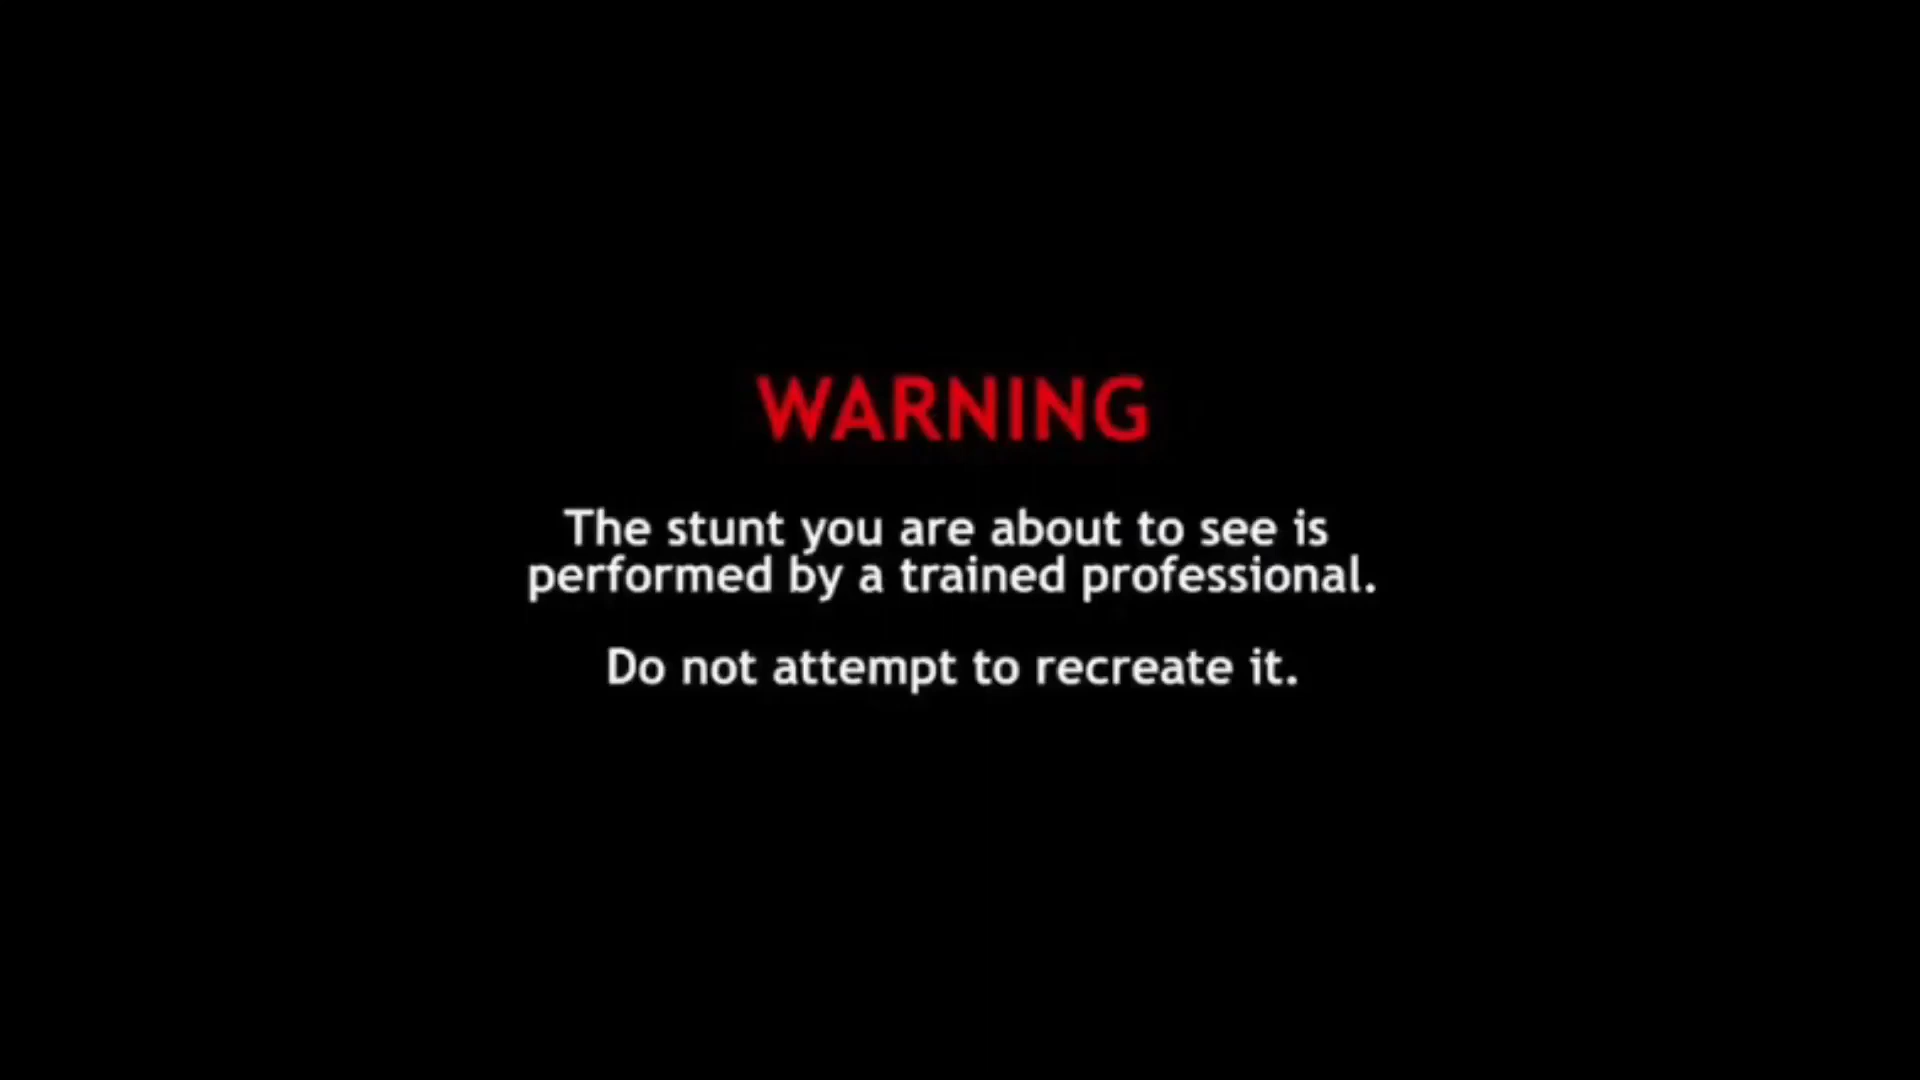 WARNING
The stunt you are about to see is
performed by a trained professional.
Do not attempt to recreate it.